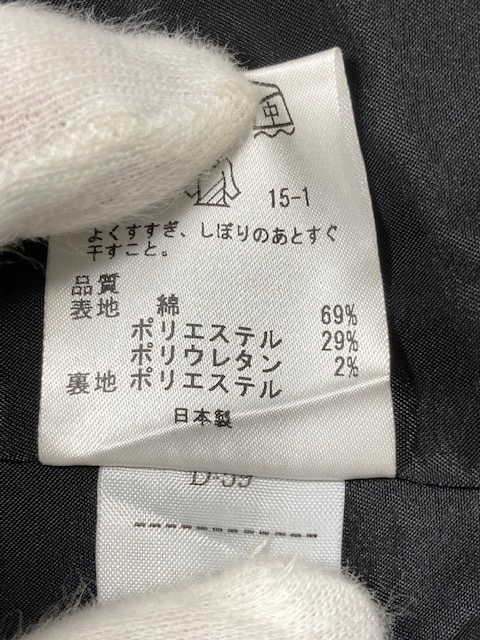 中
15-1
よくすすぎ、しぼりのあとすぐ
干すこと。
品質
表地 綿 69%
ポリエステル 29%
ポリウレタン 2%
裏地 ポリエステル
日本製
D-59